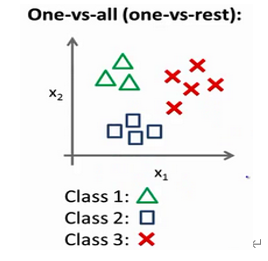 One-vs-all (one-vs-rest):
x₂
x₁
Class 1:
Class 2:
Class 3: